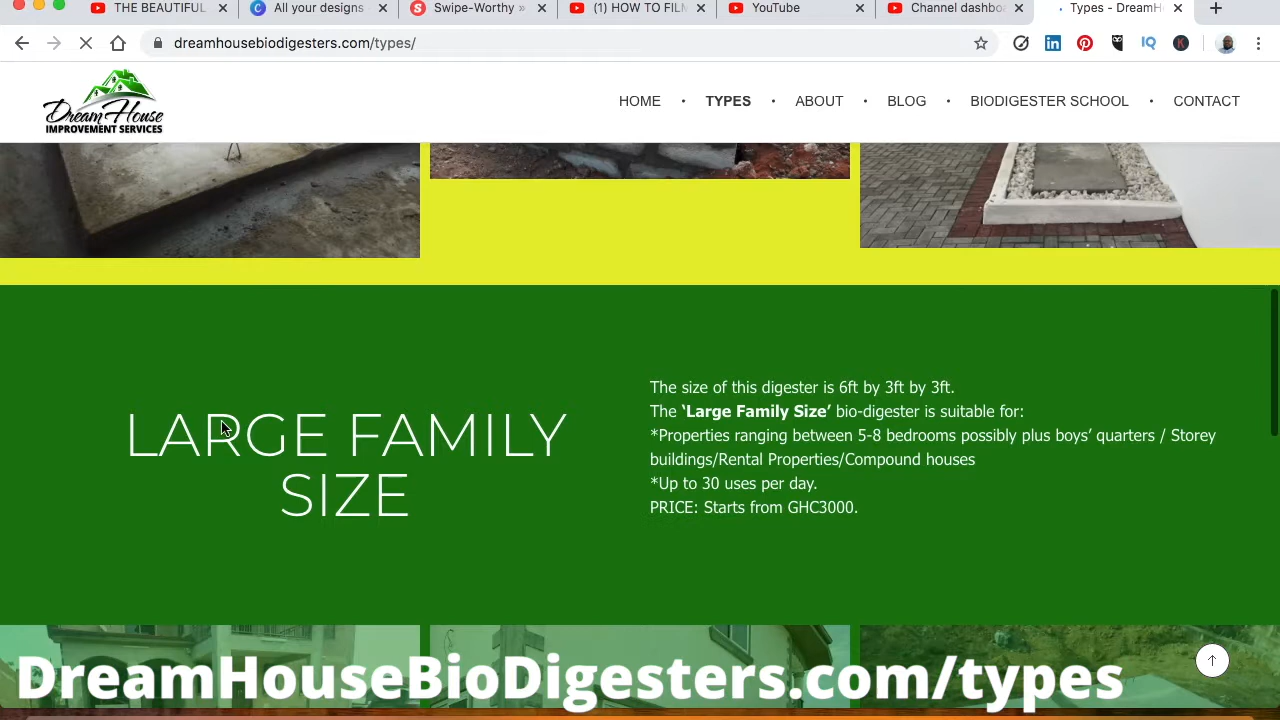 THE BEAUTIFUL
All your designs
Swipe-Worthy »
(1) HOW TO FILM
YouTube
Channel dashbo
Types - DreamH
dreamhousebiodigesters.com/types/
IQ
K
Dream House
IMPROVEMENT SERVICES
HOME • TYPES • ABOUT • BLOG • BIODIGESTER SCHOOL • CONTACT
LARGE FAMILY
SIZE
The size of this digester is 6ft by 3ft by 3ft.
The ‘Large Family Size’ bio-digester is suitable for:
*Properties ranging between 5-8 bedrooms possibly plus boys’ quarters / Storey
buildings/Rental Properties/Compound houses
*Up to 30 uses per day.
PRICE: Starts from GHC3000.
DreamHouseBioDigesters.com/types